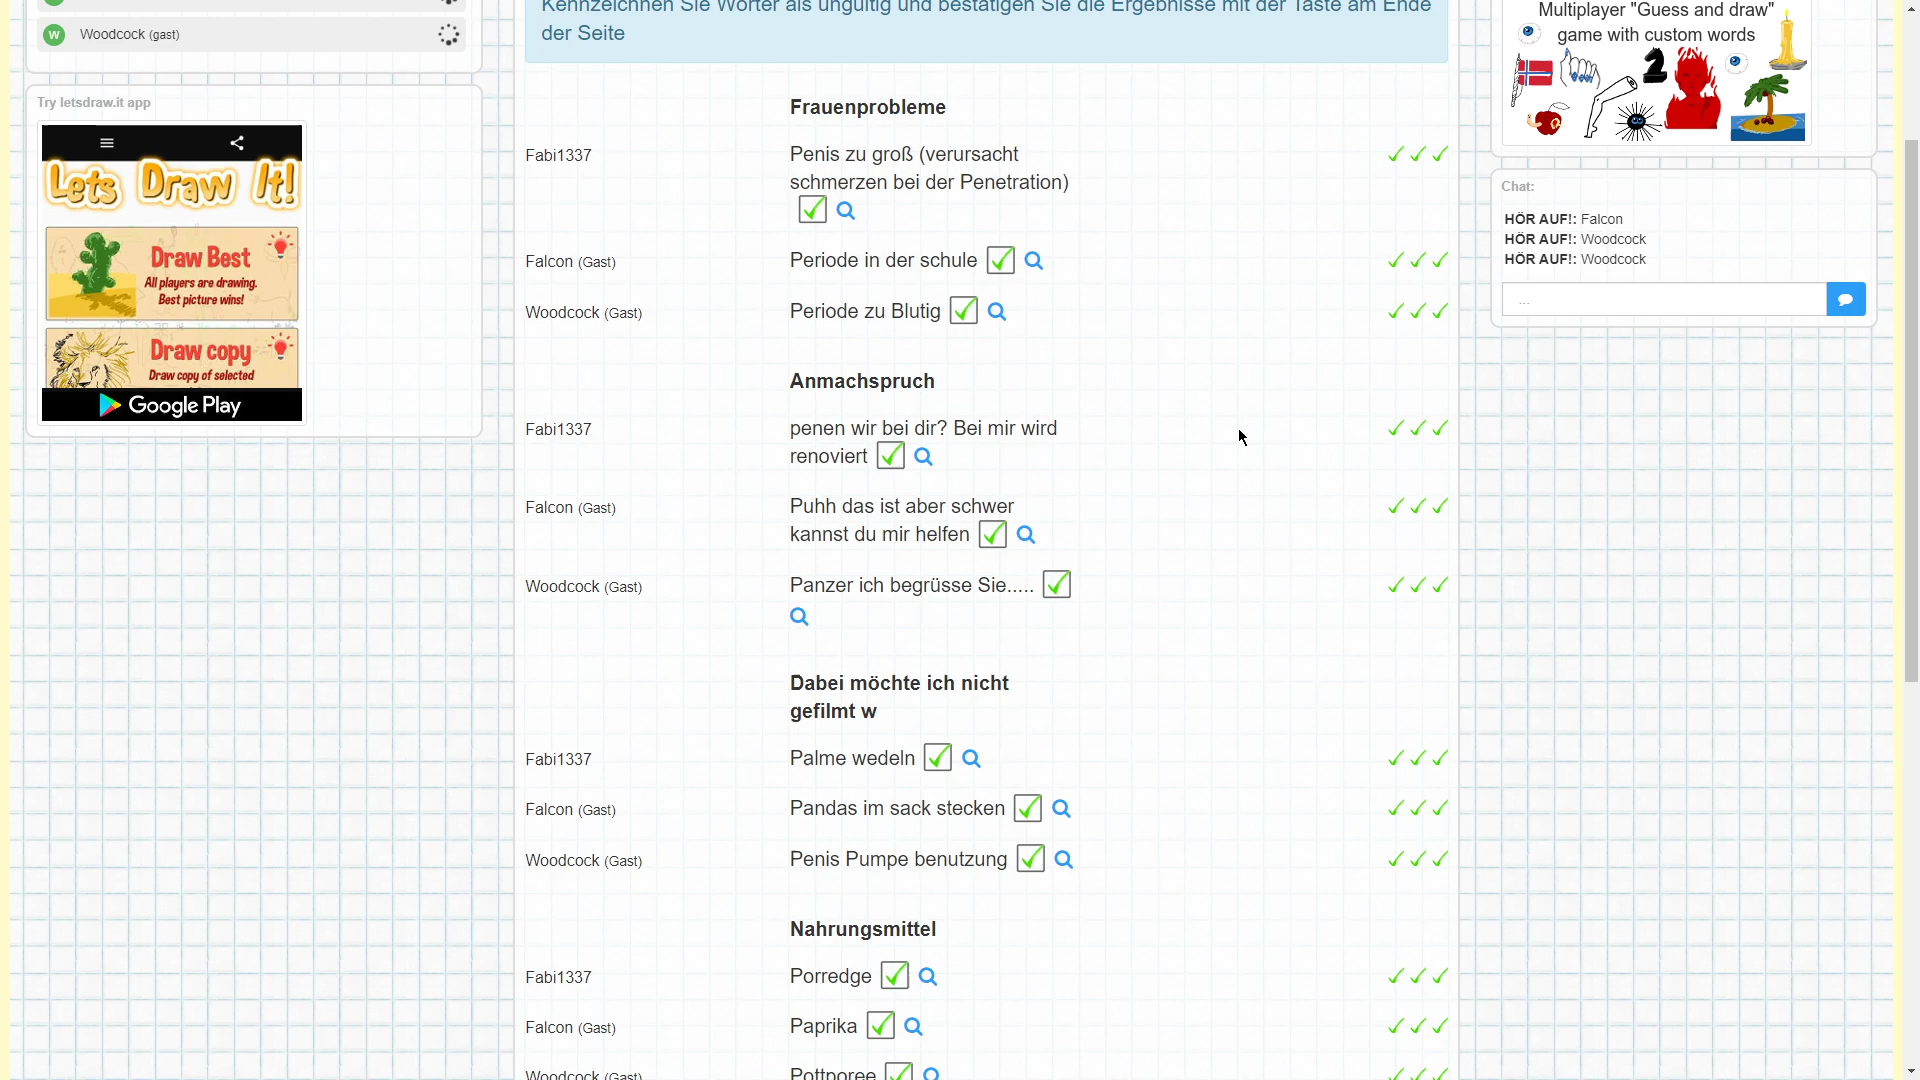 W Woodcock (gast)
Try letsdraw.it app
Lets Draw It!
Draw Best
All players are drawing.
Best picture wins!
Draw copy
Draw copy of selected
Google Play
Kennzeichnen Sie Wörter als ungültig und bestätigen Sie die Ergebnisse mit der Taste am Ende
der Seite
Frauenprobleme
Fabi1337
Penis zu groß (verursacht
schmerzen bei der Penetration)
Falcon (Gast)
Periode in der schule
Woodcock (Gast)
Periode zu Blutig
Anmachspruch
Fabi1337
penen wir bei dir? Bei mir wird
renoviert
Falcon (Gast)
Puhh das ist aber schwer
kannst du mir helfen
Woodcock (Gast)
Panzer ich begrüsse Sie.....
Dabei möchte ich nicht
gefilmt w
Fabi1337
Palme wedeln
Falcon (Gast)
Pandas im sack stecken
Woodcock (Gast)
Penis Pumpe benutzung
Nahrungsmittel
Fabi1337
Porredge
Falcon (Gast)
Paprika
Woodcock (Gast)
Pottporee
Multiplayer "Guess and draw"
game with custom words
2
Chat:
HÖR AUF!: Falcon
HÖR AUF!: Woodcock
HÖR AUF!: Woodcock
...